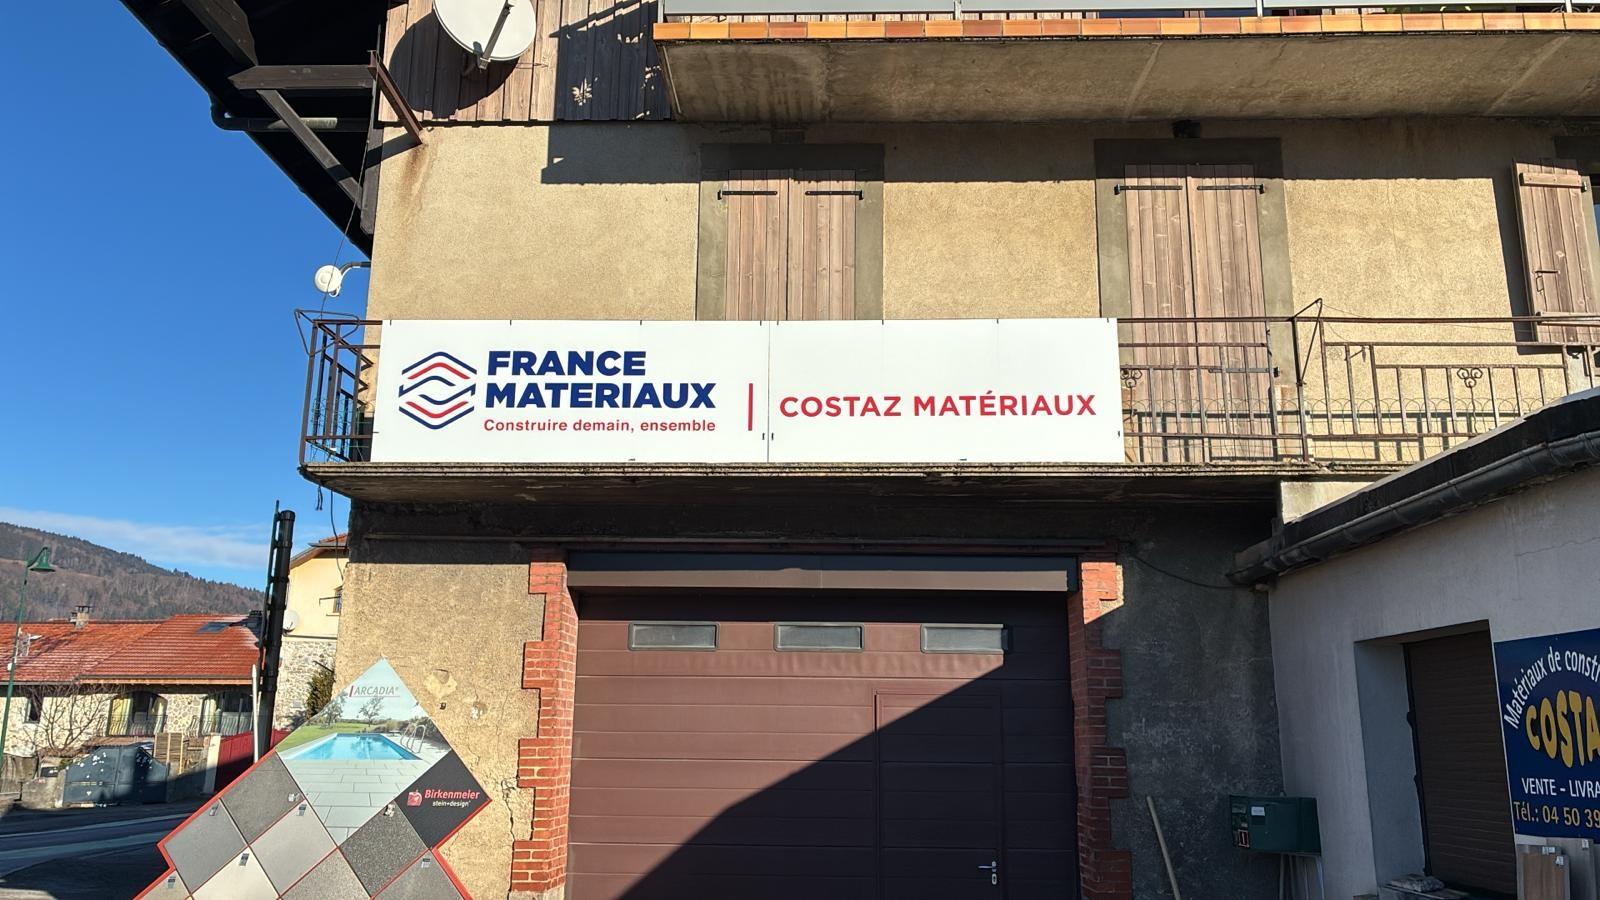 FRANCE
MATERIAUX
Construire demain, ensemble
COSTAZ MATÉRIAUX
ARCADIA®
Birkenmeier
stein+design®
Matériaux de constr
COSTA
VENTE - LIVRA
Tél.: 04 50 39